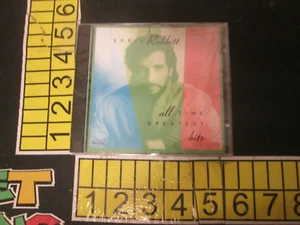 EDDIE Rabbitt
all TIME
GREATEST
hits
1 2 3 4 5
1 2 3 4 5 6 7 8
ET